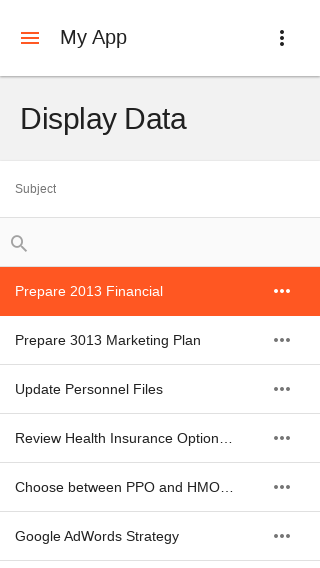 My App
Display Data
Subject
Prepare 2013 Financial
Prepare 3013 Marketing Plan
Update Personnel Files
Review Health Insurance Option…
Choose between PPO and HMO…
Google AdWords Strategy